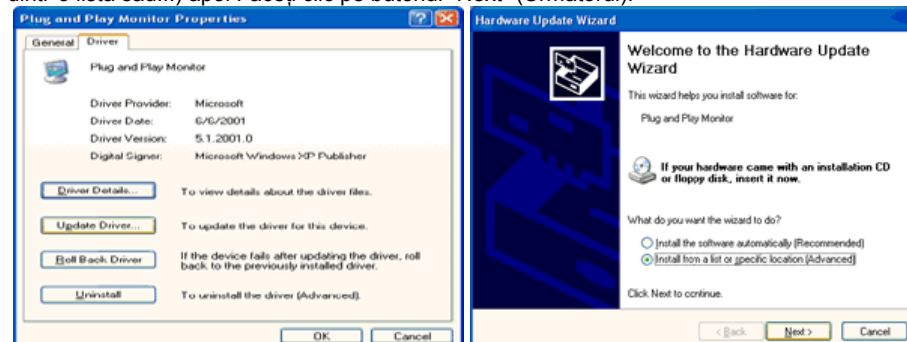 apoi Faceți clic pe butonul "Next" (Următorul).
Plug and Play Monitor Properties
General
Driver
Plug and Play Monitor
Driver Provider: Microsoft
Driver Date: 6/6/2001
Driver Version: 5.1.2001.0
Digital Signer: Microsoft Windows XP Publisher
Driver Details... To view details about the driver files.
Update Driver... To update the driver for this device.
Roll Back Driver If the device fails after updating the driver, roll
back to the previously installed driver.
Uninstall To uninstall the driver (Advanced).
OK Cancel
Hardware Update Wizard
Welcome to the Hardware Update
Wizard
This wizard helps you install software for:
Plug and Play Monitor
If your hardware came with an installation CD
or floppy disk, insert it now.
What do you want the wizard to do?
Install the software automatically (Recommended)
Install from a list or specific location (Advanced)
Click Next to continue.
< Back Next > Cancel